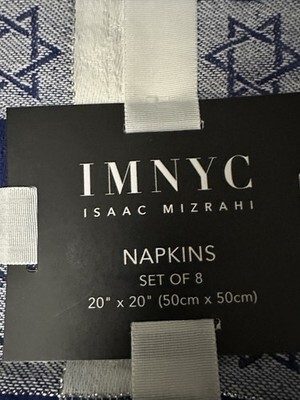 IMNYC
ISAAC MIZRAHI
NAPKINS
SET OF 8
20" x 20" (50cm x 50cm)